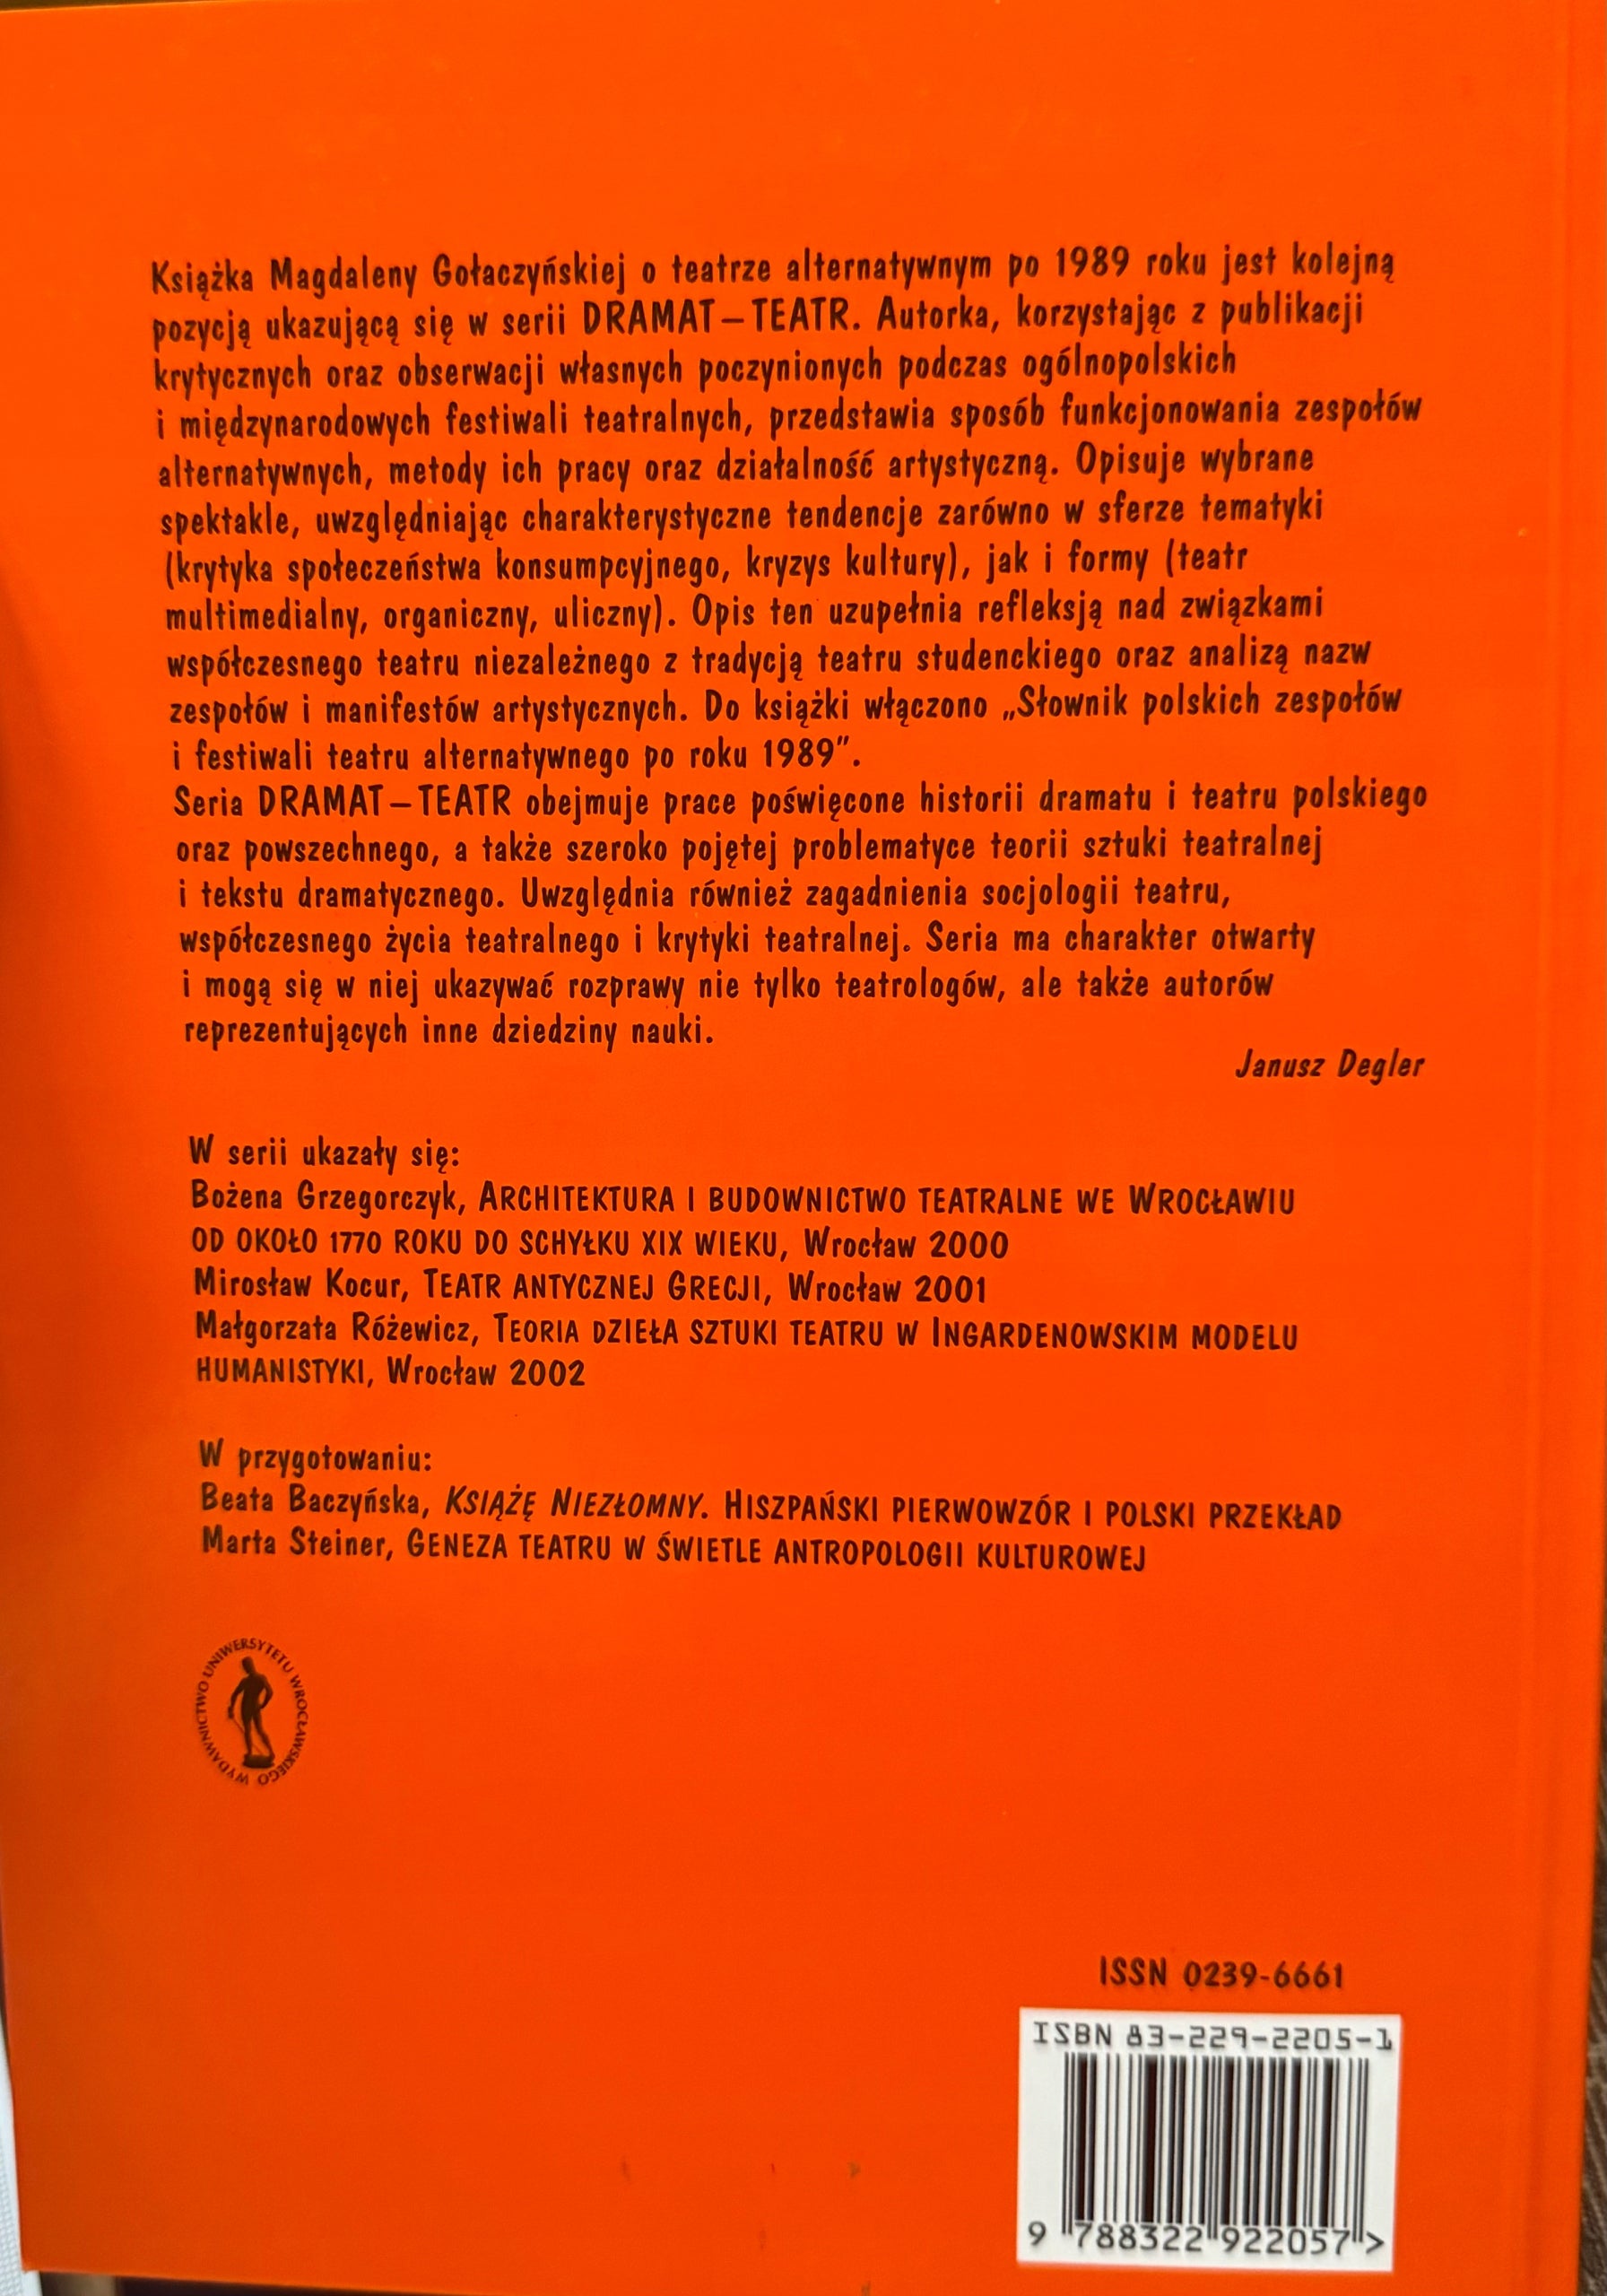 Książka Magdaleny Gołaczyńskiej o teatrze alternatywnym po 1989 roku jest kolejną
pozycją ukazującą się w serii DRAMAT – TEATR. Autorka, korzystając z publikacji
krytycznych oraz obserwacji własnych poczynionych podczas ogólnopolskich
i międzynarodowych festiwali teatralnych, przedstawia sposób funkcjonowania zespołów
alternatywnych, metody ich pracy oraz działalność artystyczną. Opisuje wybrane
spektakle, uwzględniając charakterystyczne tendencje zarówno w sferze tematyki
(krytyka społeczeństwa konsumpcyjnego, kryzys kultury), jak i formy (teatr
multimedialny, organiczny, uliczny). Opis ten uzupełnia refleksją nad związkami
współczesnego teatru niezależnego z tradycją teatru studenckiego oraz analizą nazw
zespołów i manifestów artystycznych. Do książki włączono „Słownik polskich zespołów
i festiwali teatru alternatywnego po roku 1989”.
Seria DRAMAT – TEATR obejmuje prace poświęcone historii dramatu i teatru polskiego
oraz powszechnego, a także szeroko pojętej problematyce teorii sztuki teatralnej
i tekstu dramatycznego. Uwzględnia również zagadnienia socjologii teatru,
współczesnego życia teatralnego i krytyki teatralnej. Seria ma charakter otwarty
i mogą się w niej ukazywać rozprawy nie tylko teatrologów, ale także autorów
reprezentujących inne dziedziny nauki.
Janusz Degler
W serii ukazały się:
Bożena Grzegorczyk, ARCHITEKTURA I BUDOWNICTWO TEATRALNE WE WROCŁAWIU
OD OKOŁO 1770 ROKU DO SCHYŁKU XIX WIEKU, Wrocław 2000
Mirosław Kocur, TEATR ANTYCZNEJ GRECJI, Wrocław 2001
Małgorzata Różewicz, TEORIA DZIEŁA SZTUKI TEATRU W INGARDENOWSKIM MODELU
HUMANISTYKI, Wrocław 2002
W przygotowaniu:
Beata Baczyńska, KSIĄŻĘ NIEZŁOMNY. HISZPAŃSKI PIERWOWZÓR I POLSKI PRZEKŁAD
Marta Steiner, GENEZA TEATRU W ŚWIETLE ANTROPOLOGII KULTUROWEJ
WYDAWNICTWO UNIWERSYTETU WROCŁAWSKIEGO
ISSN 0239-6661
ISBN 83-229-2205-1
9 788322 922057 >